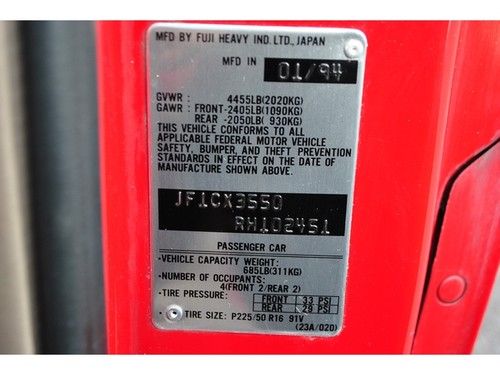 MFD BY FUJI HEAVY IND.LTD.,JAPAN
MFD IN 01/94
GVWR : 4455LB(2020KG)
GAWR : FRONT-2405LB(1090KG)
REAR -2050LB( 930KG)
THIS VEHICLE CONFORMS TO ALL
APPLICABLE FEDERAL MOTOR VEHICLE
SAFETY, BUMPER, AND THEFT PREVENTION
STANDARDS IN EFFECT ON THE DATE OF
MANUFACTURE SHOWN ABOVE.
JF1CX3550
RH102451
PASSENGER CAR
·VEHICLE CAPACITY WEIGHT:
685LB(311KG)
·NUMBER OF OCCUPANTS:
4(FRONT 2/REAR 2)
·TIRE PRESSURE: FRONT 33 PSI
REAR 29 PSI
·TIRE SIZE: P225/50 R16 91V
(23A/020)